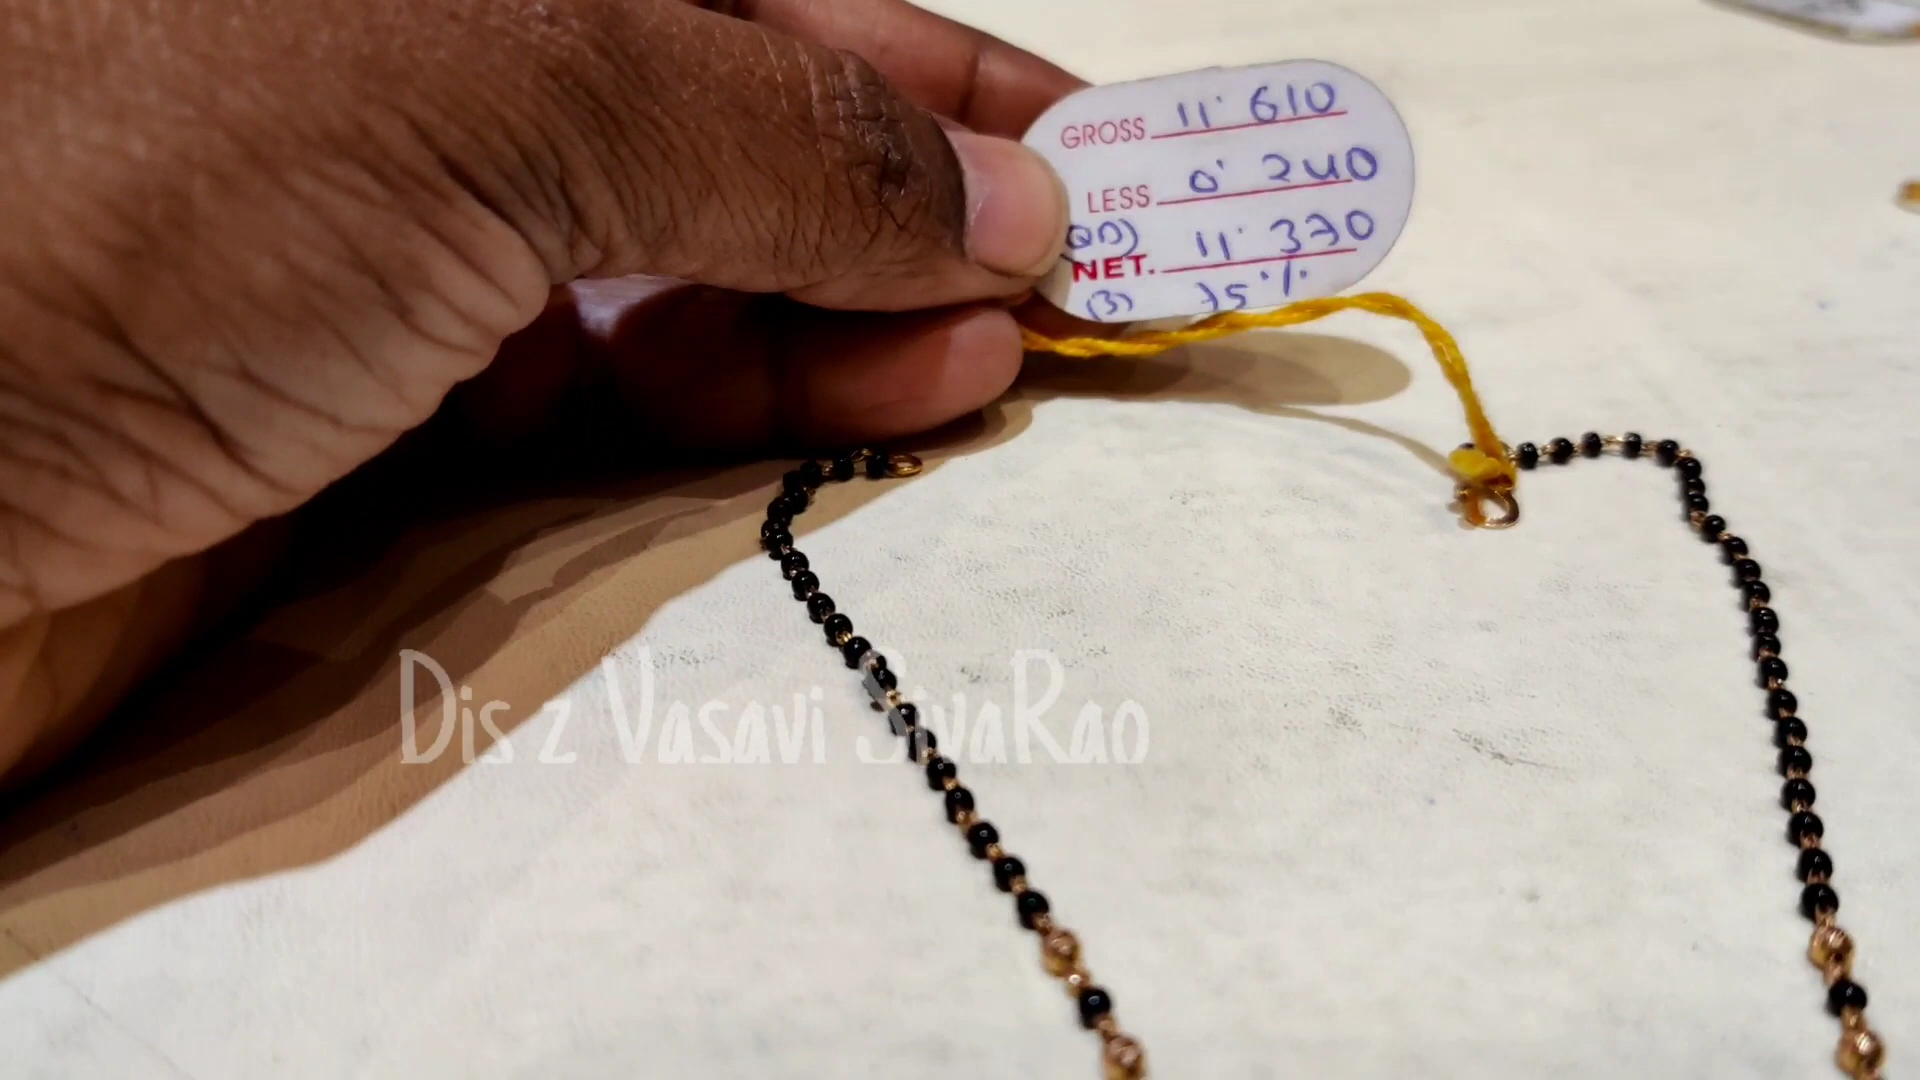 GROSS 11· 610
LESS 0· 240
NET. 11· 370
75·/·
Dis z Vasavi SivaRao